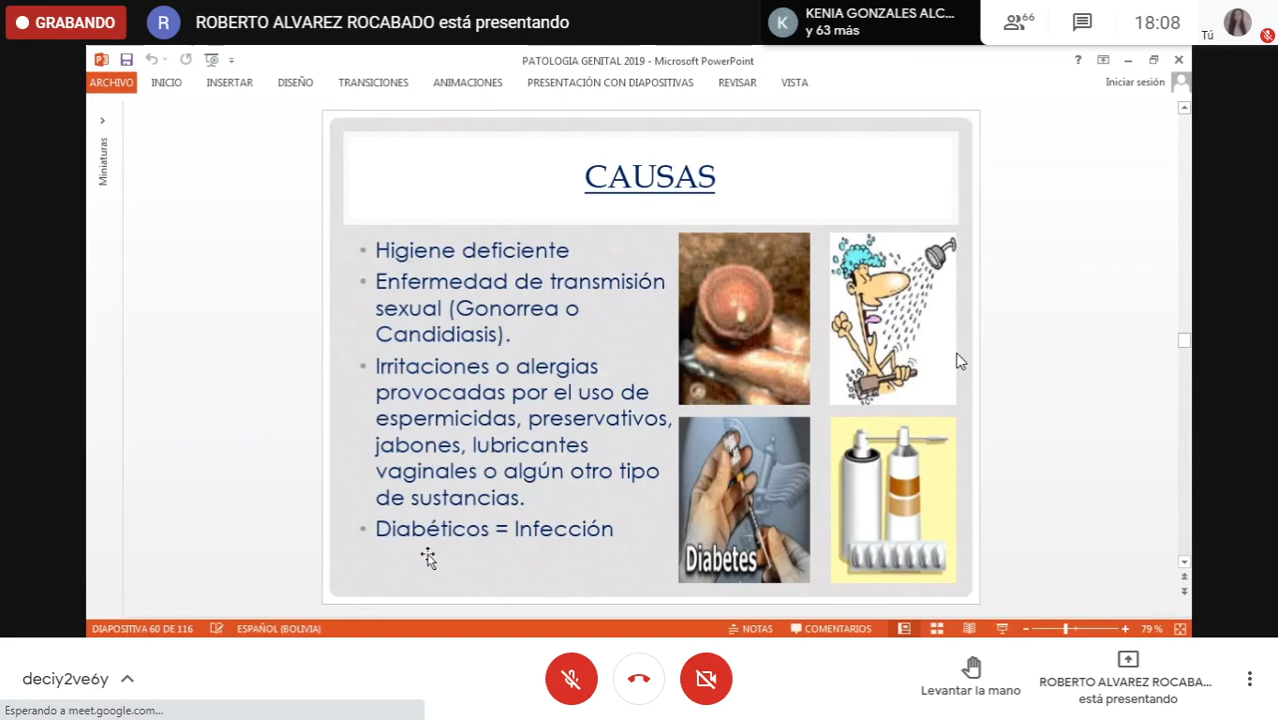 GRABANDO
R
ROBERTO ALVAREZ ROCABADO está presentando
K
KENIA GONZALES ALC...
y 63 más
66
18:08
Tú
PATOLOGIA GENITAL 2019 - Microsoft PowerPoint
?
ARCHIVO INICIO INSERTAR DISEÑO TRANSICIONES ANIMACIONES PRESENTACIÓN CON DIAPOSITIVAS REVISAR VISTA
Iniciar sesión
Miniaturas
CAUSAS
• Higiene deficiente
• Enfermedad de transmisión
sexual (Gonorrea o
Candidiasis).
• Irritaciones o alergias
provocadas por el uso de
espermicidas, preservativos,
jabones, lubricantes
vaginales o algún otro tipo
de sustancias.
• Diabéticos = Infección
Diabetes
DIAPOSITIVA 60 DE 116 ESPAÑOL (BOLIVIA) NOTAS COMENTARIOS 79 %
deciy2ve6y
Levantar la mano
ROBERTO ALVAREZ ROCABA...
está presentando
Esperando a meet.google.com...